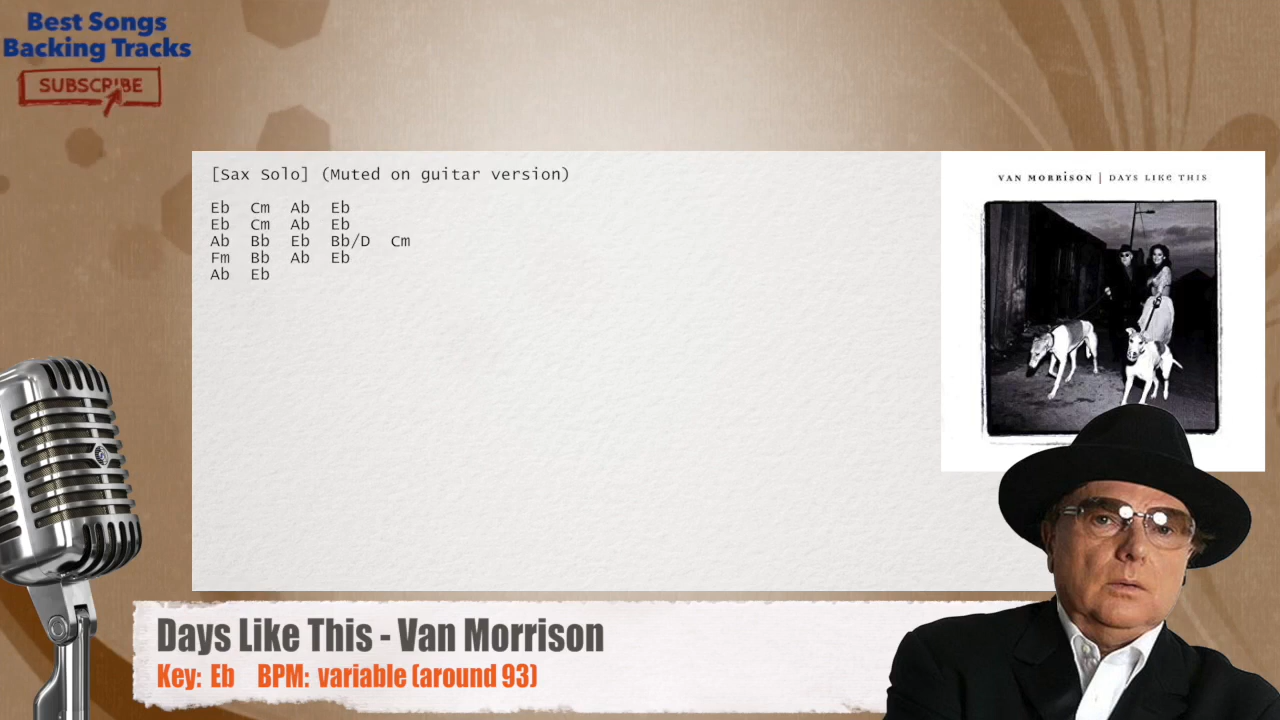 Best Songs
Backing Tracks
SUBSCRIBE
[Sax Solo] (Muted on guitar version)
Eb  Cm  Ab  Eb
Eb  Cm  Ab  Eb
Ab  Bb  Eb  Bb/D  Cm
Fm  Bb  Ab  Eb
Ab  Eb
VAN MORRISON | DAYS LIKE THIS
Days Like This - Van Morrison
Key: Eb BPM: variable (around 93)